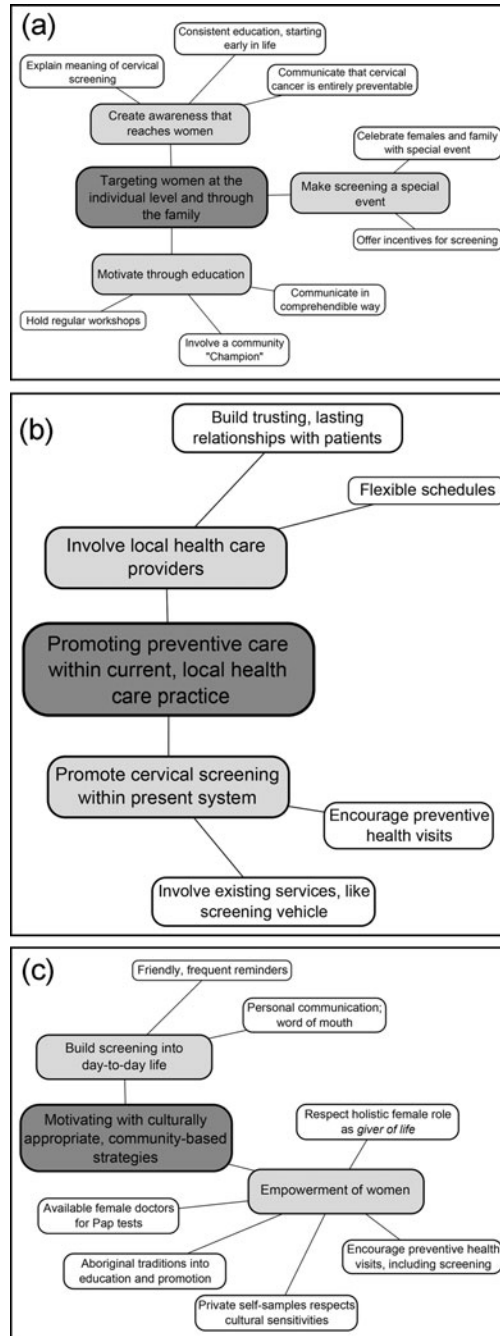 (a)
Consistent education, starting
early in life
Explain meaning of cervical
screening
Communicate that cervical
cancer is entirely preventable
Create awareness that
reaches women
Celebrate females and family
with special event
Targeting women at the
individual level and through
the family
Make screening a special
event
Offer incentives for screening
Motivate through education
Communicate in
comprehendible way
Hold regular workshops
Involve a community
"Champion"
(b)
Build trusting, lasting
relationships with patients
Flexible schedules
Involve local health care
providers
Promoting preventive care
within current, local health
care practice
Promote cervical screening
within present system
Encourage preventive
health visits
Involve existing services, like
screening vehicle
(c)
Friendly, frequent reminders
Personal communication;
word of mouth
Build screening into
day-to-day life
Motivating with culturally
appropriate, community-based
strategies
Respect holistic female role
as giver of life
Empowerment of women
Available female doctors
for Pap tests
Aboriginal traditions into
education and promotion
Encourage preventive health
visits, including screening
Private self-samples respects
cultural sensitivities